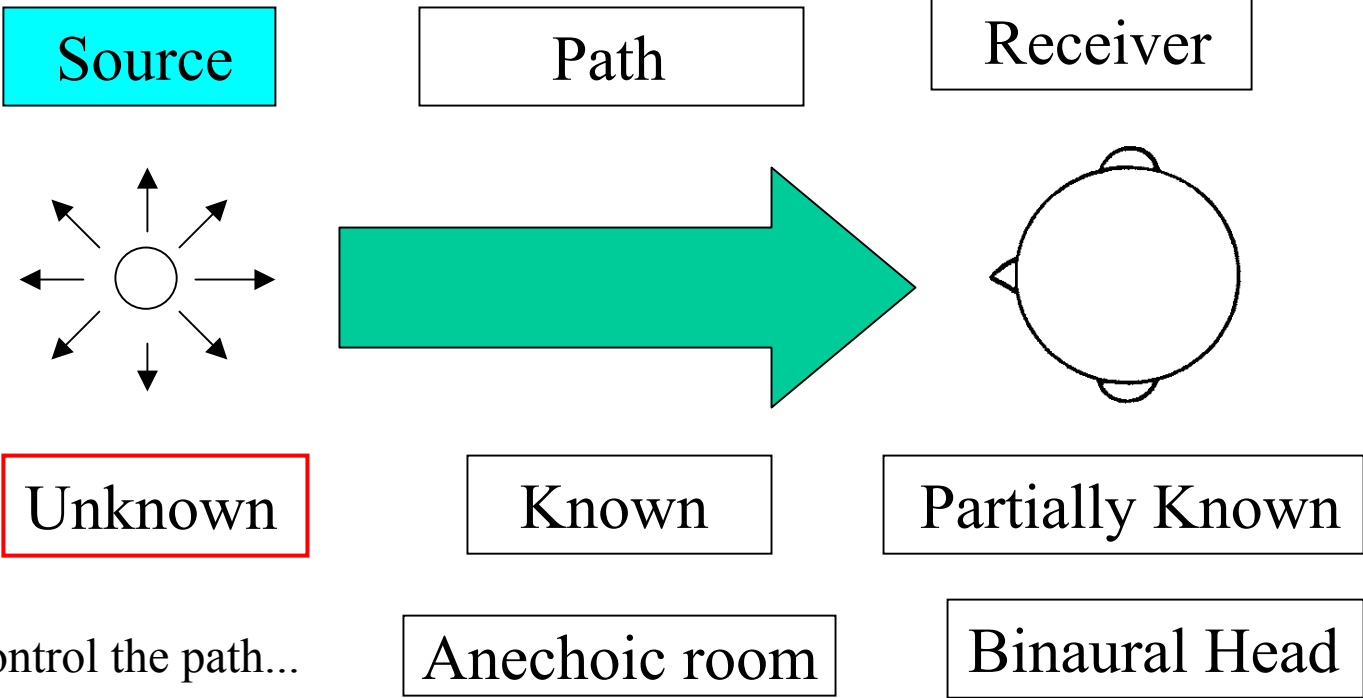 Source
Path
Receiver
Unknown
Known
Partially Known
ontrol the path...
Anechoic room
Binaural Head